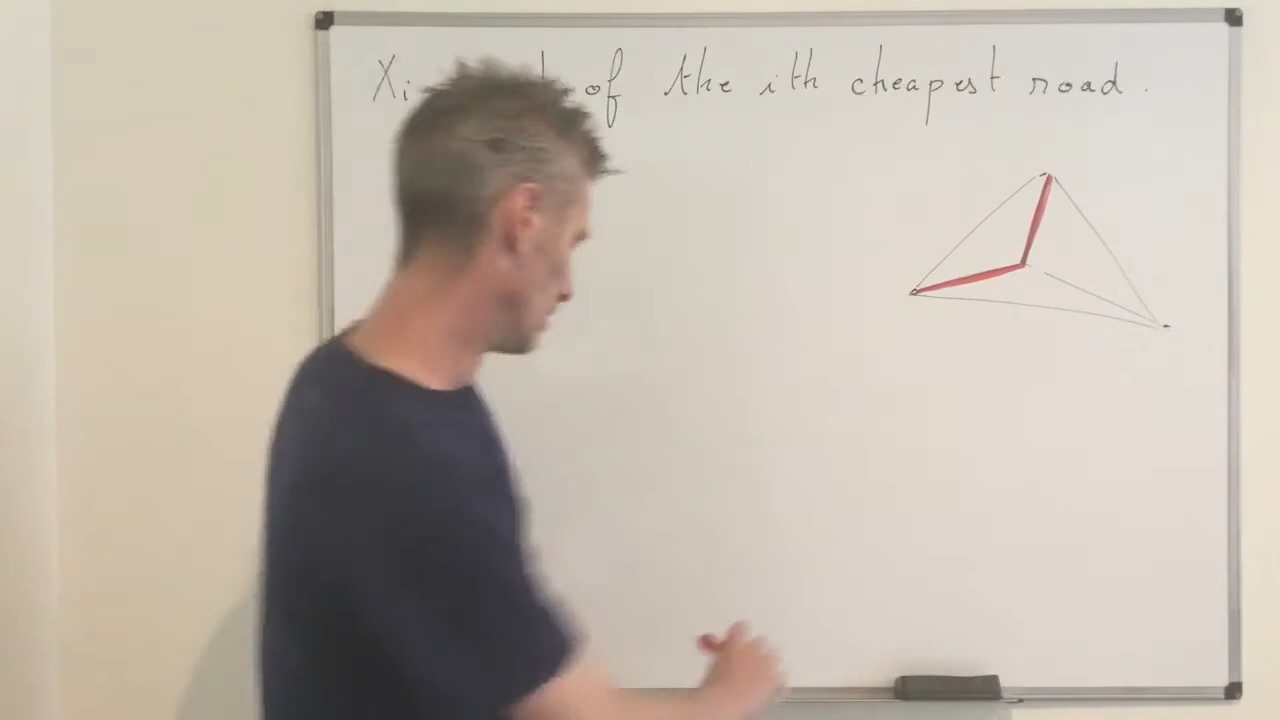 Xi of the ith cheapest road.